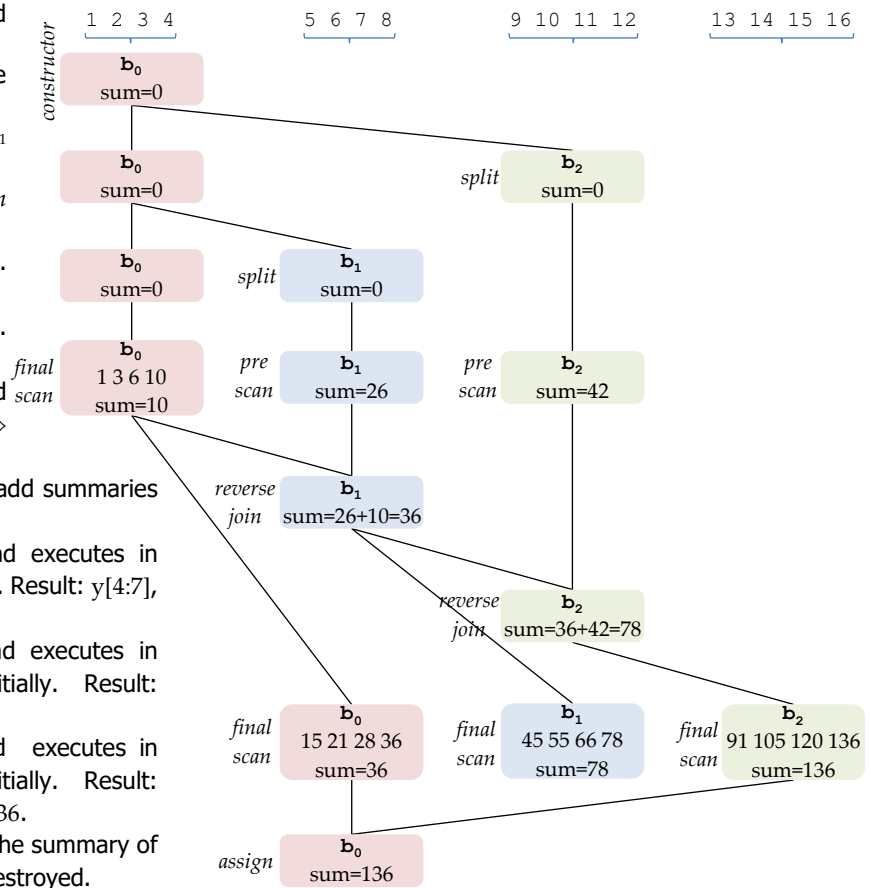 d
e
1
n
.
.
d
>
add summaries
nd executes in
. Result: y[4:7],
nd executes in
itially. Result:
d executes in
itially. Result:
36.
he summary of
estroyed.
1 2 3 4
5 6 7 8
9 10 11 12
13 14 15 16
constructor
b0
sum=0
b0
sum=0
split
b2
sum=0
b0
sum=0
split
b1
sum=0
final
scan
b0
1 3 6 10
sum=10
pre
scan
b1
sum=26
pre
scan
b2
sum=42
reverse
join
b1
sum=26+10=36
reverse
join
b2
sum=36+42=78
final
scan
b0
15 21 28 36
sum=36
final
scan
b1
45 55 66 78
sum=78
final
scan
b2
91 105 120 136
sum=136
assign
b0
sum=136